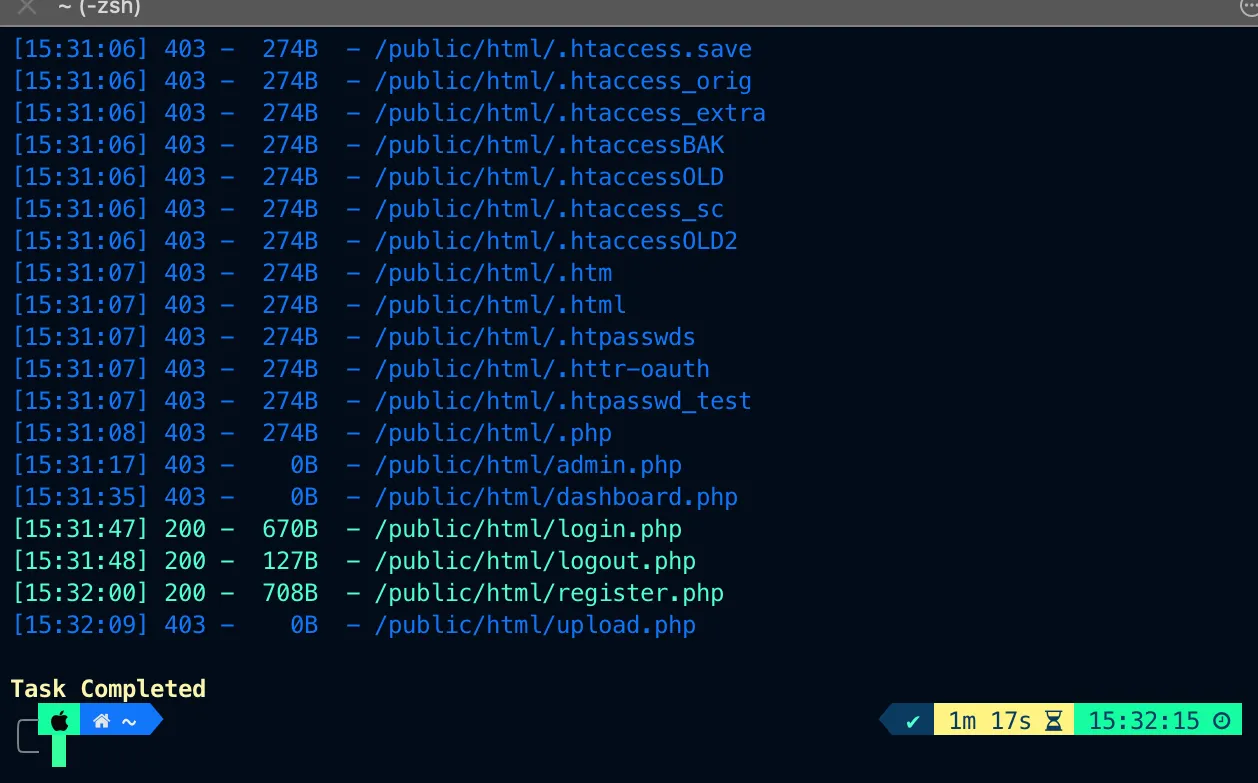 ~ (-zsh)
[15:31:06] 403 -  274B  - /public/html/.htaccess.save
[15:31:06] 403 -  274B  - /public/html/.htaccess_orig
[15:31:06] 403 -  274B  - /public/html/.htaccess_extra
[15:31:06] 403 -  274B  - /public/html/.htaccessBAK
[15:31:06] 403 -  274B  - /public/html/.htaccessOLD
[15:31:06] 403 -  274B  - /public/html/.htaccess_sc
[15:31:06] 403 -  274B  - /public/html/.htaccessOLD2
[15:31:07] 403 -  274B  - /public/html/.htm
[15:31:07] 403 -  274B  - /public/html/.html
[15:31:07] 403 -  274B  - /public/html/.htpasswds
[15:31:07] 403 -  274B  - /public/html/.httr-oauth
[15:31:07] 403 -  274B  - /public/html/.htpasswd_test
[15:31:08] 403 -  274B  - /public/html/.php
[15:31:17] 403 -    0B  - /public/html/admin.php
[15:31:35] 403 -    0B  - /public/html/dashboard.php
[15:31:47] 200 -  670B  - /public/html/login.php
[15:31:48] 200 -  127B  - /public/html/logout.php
[15:32:00] 200 -  708B  - /public/html/register.php
[15:32:09] 403 -    0B  - /public/html/upload.php
Task Completed
~ ✔ 1m 17s 15:32:15